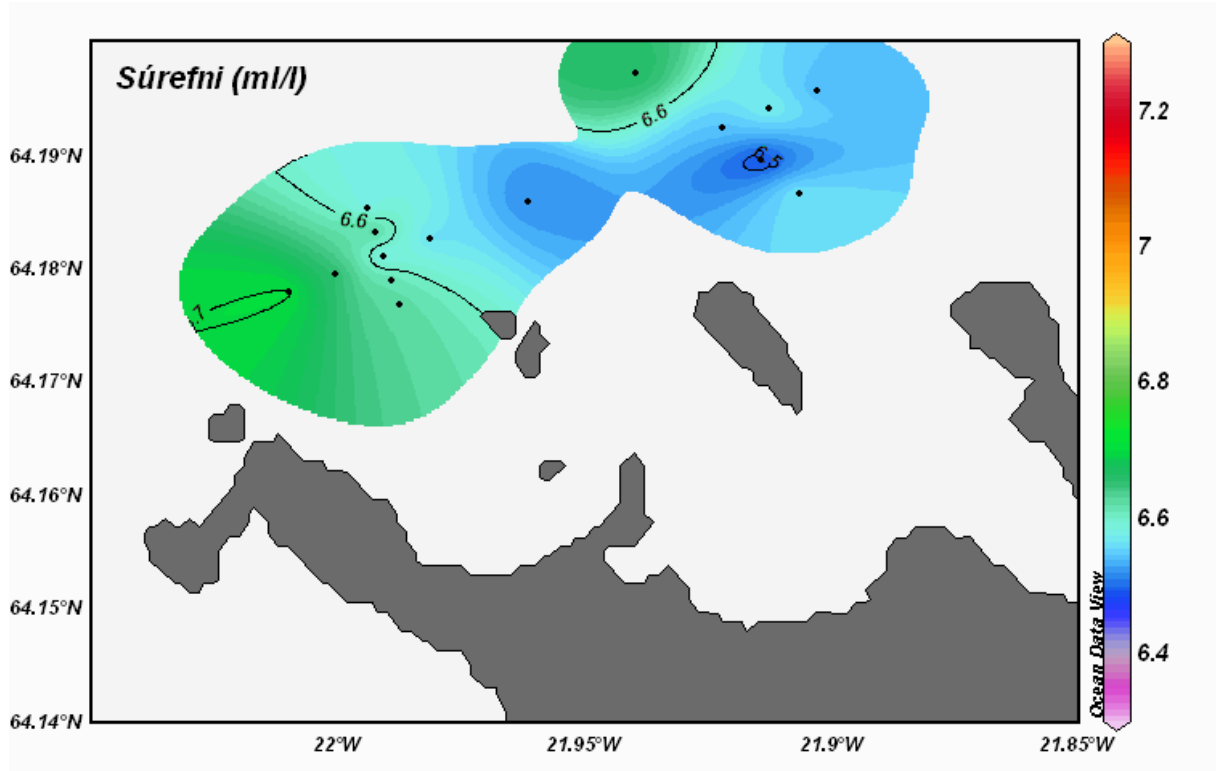 Súrefni (ml/l)
6.6
7.2
64.19°N
6.5
7
6.6
64.18°N
.7
64.17°N
6.8
64.16°N
6.6
64.15°N
6.4
64.14°N
22°W
21.95°W
21.9°W
21.85°W
Ocean Data View